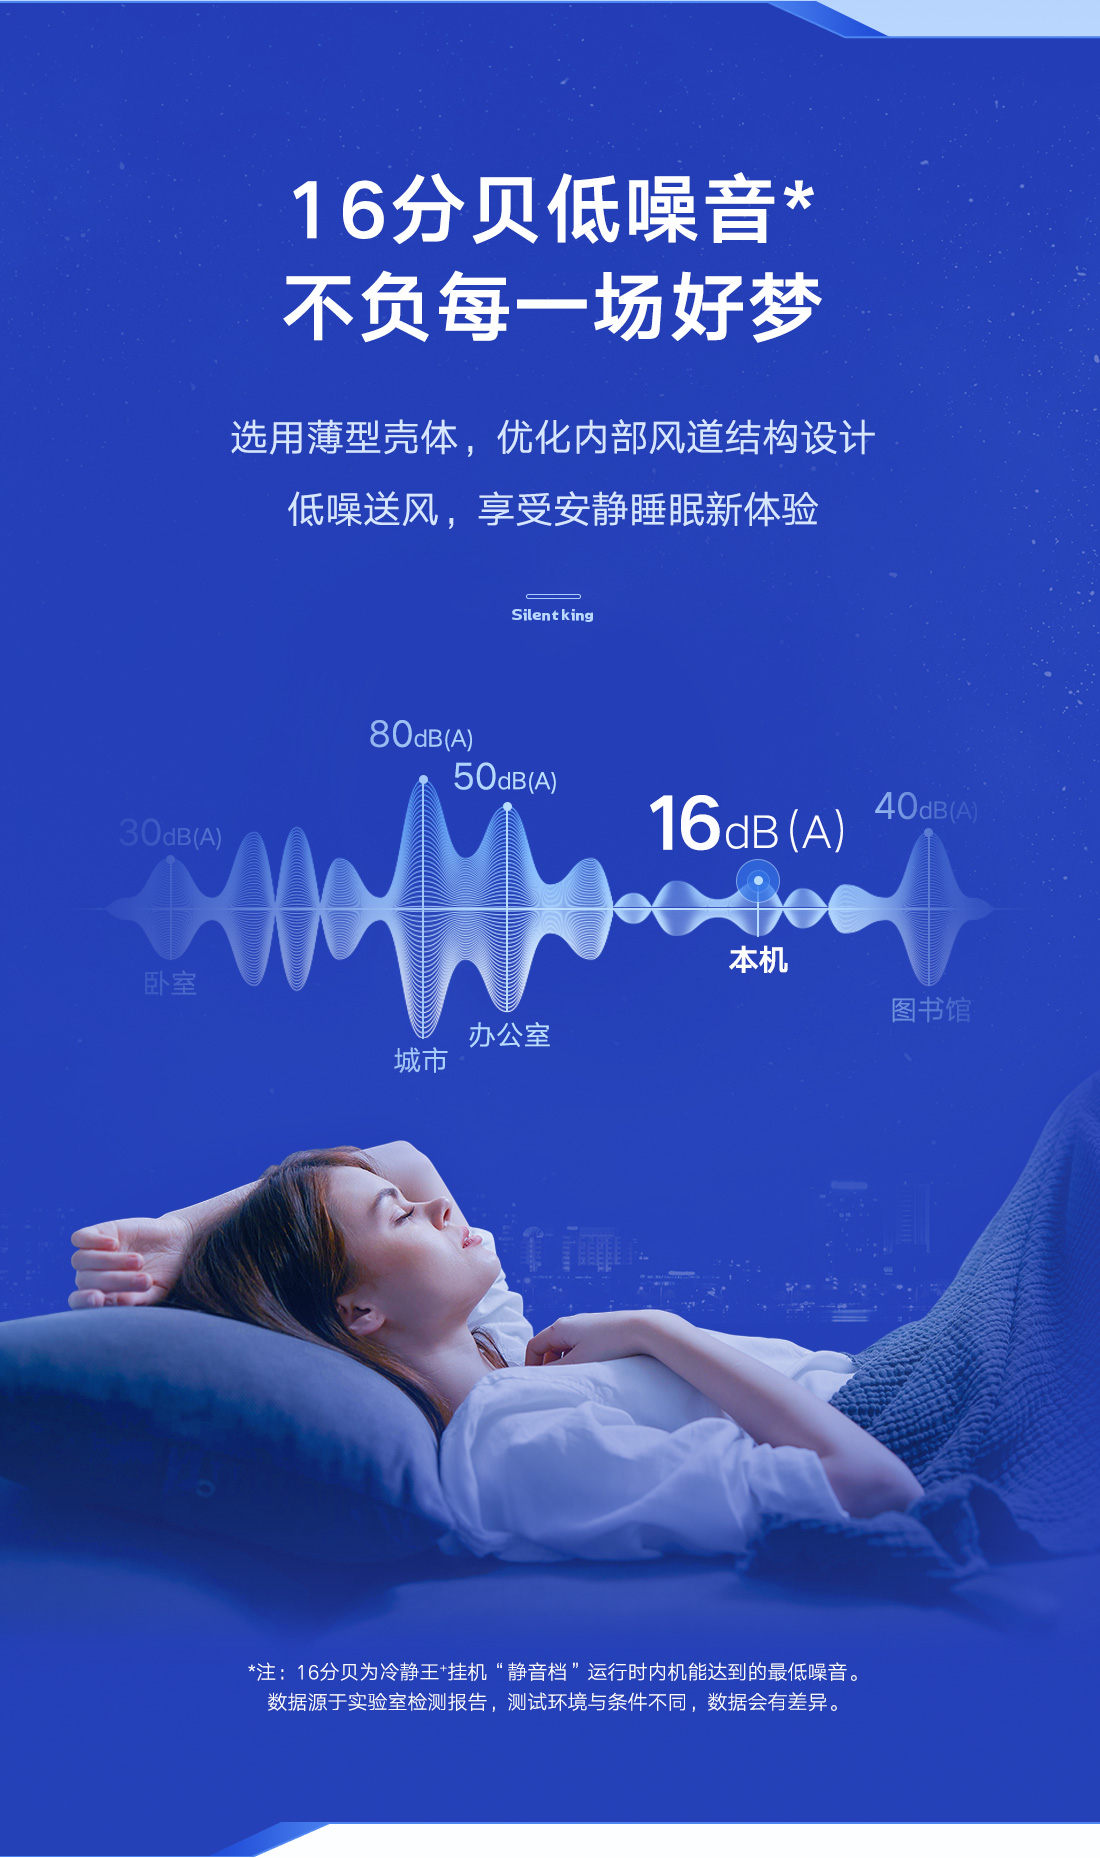 16分贝低噪音*
不负每一场好梦
选用薄型壳体，优化内部风道结构设计
低噪送风，享受安静睡眠新体验
Silent king
80dB(A)
50dB(A)
16dB(A)
40dB(A)
30dB(A)
本机
卧室
图书馆
办公室
城市
*注：16分贝为冷静王⁺挂机“静音档”运行时内机能达到的最低噪音。
数据源于实验室检测报告，测试环境与条件不同，数据会有差异。